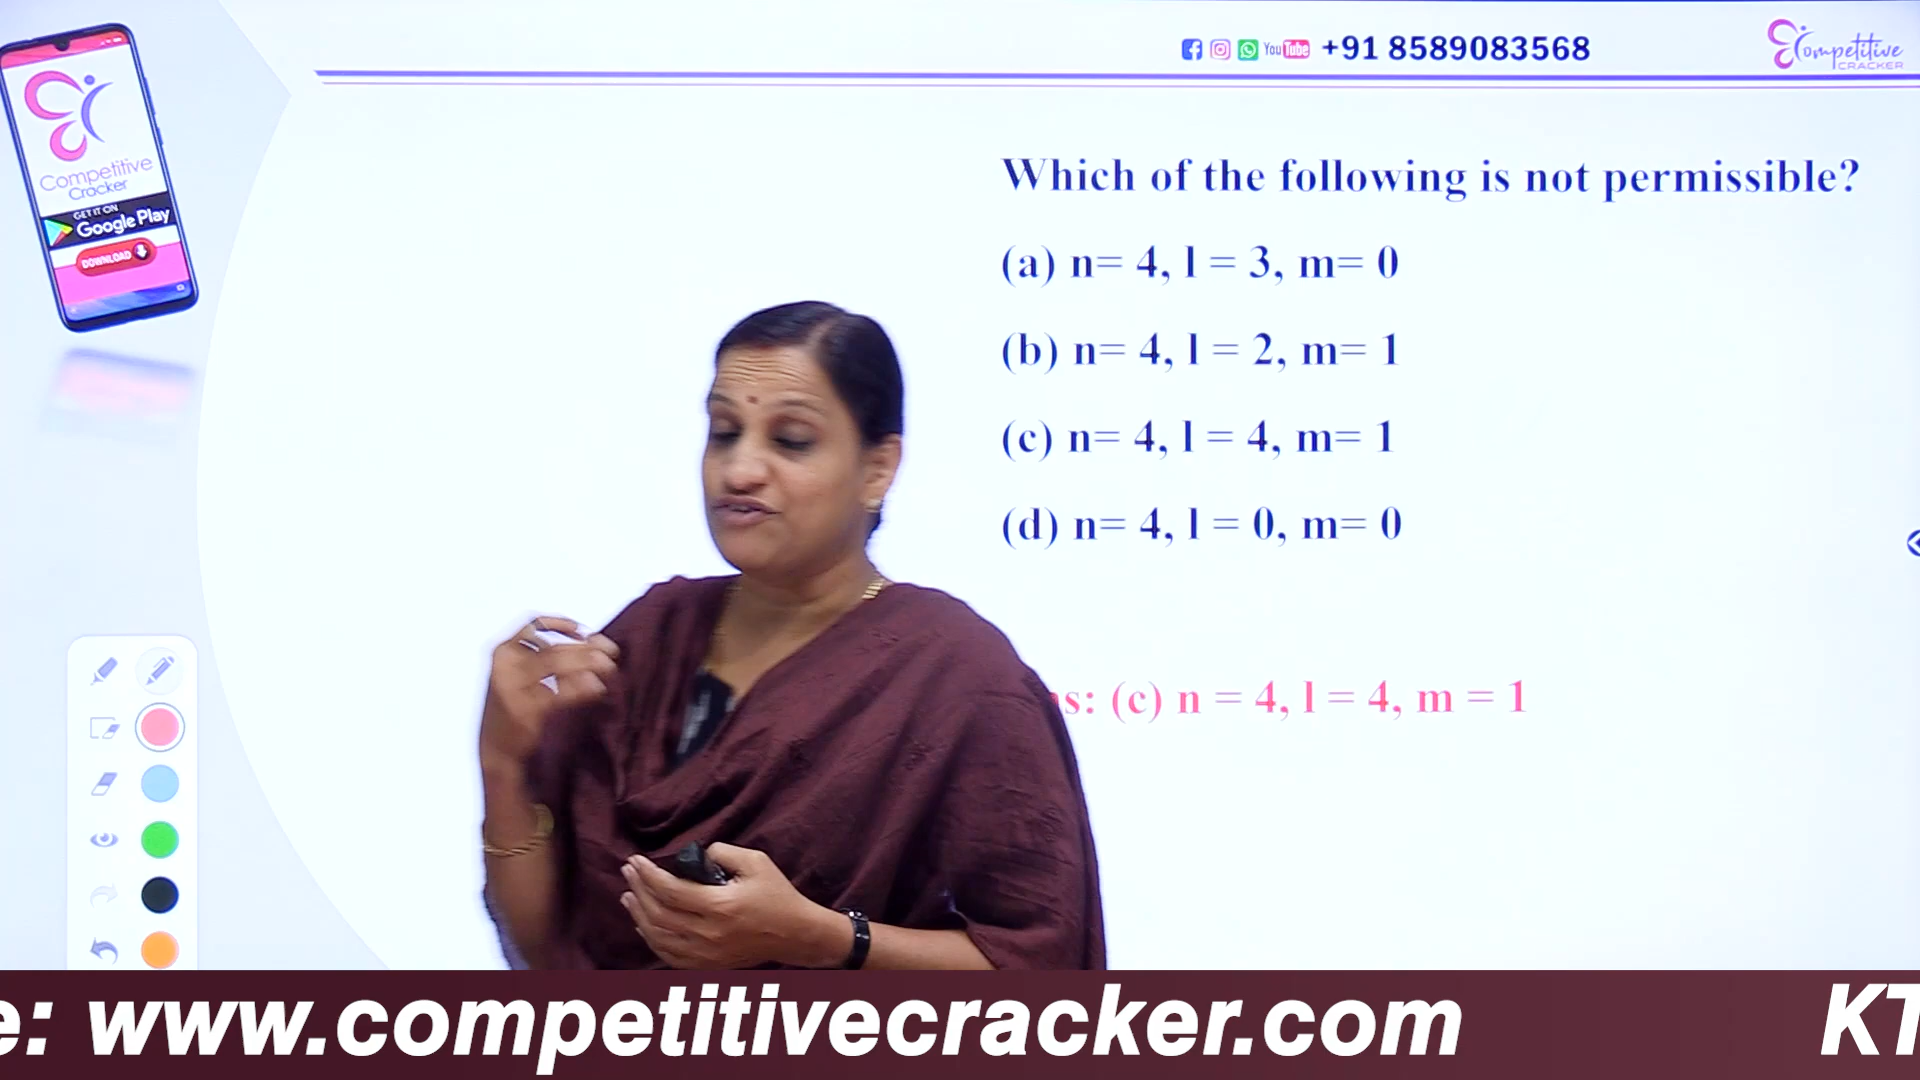 You Tube +91 8589083568
Competitive
CRACKER
Competitive
Cracker
GET IT ON
Google Play
DOWNLOAD
Which of the following is not permissible?
(a) n= 4, l = 3, m= 0
(b) n= 4, l = 2, m= 1
(c) n= 4, l = 4, m= 1
(d) n= 4, l = 0, m= 0
s: (c) n = 4, l = 4, m = 1
e: www.competitivecracker.com KT